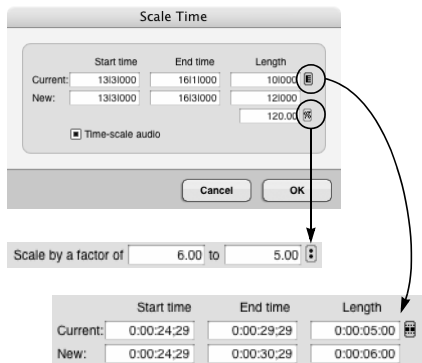 Scale Time
Start time End time Length
Current: 13|3|000 16|1|000 10|000 E
New: 13|3|000 16|3|000 12|000
120.00 %
Time-scale audio
Cancel OK
Scale by a factor of 6.00 to 5.00 :
Start time End time Length
Current: 0:00:24;29 0:00:29;29 0:00:05:00
New: 0:00:24;29 0:00:30;29 0:00:06:00